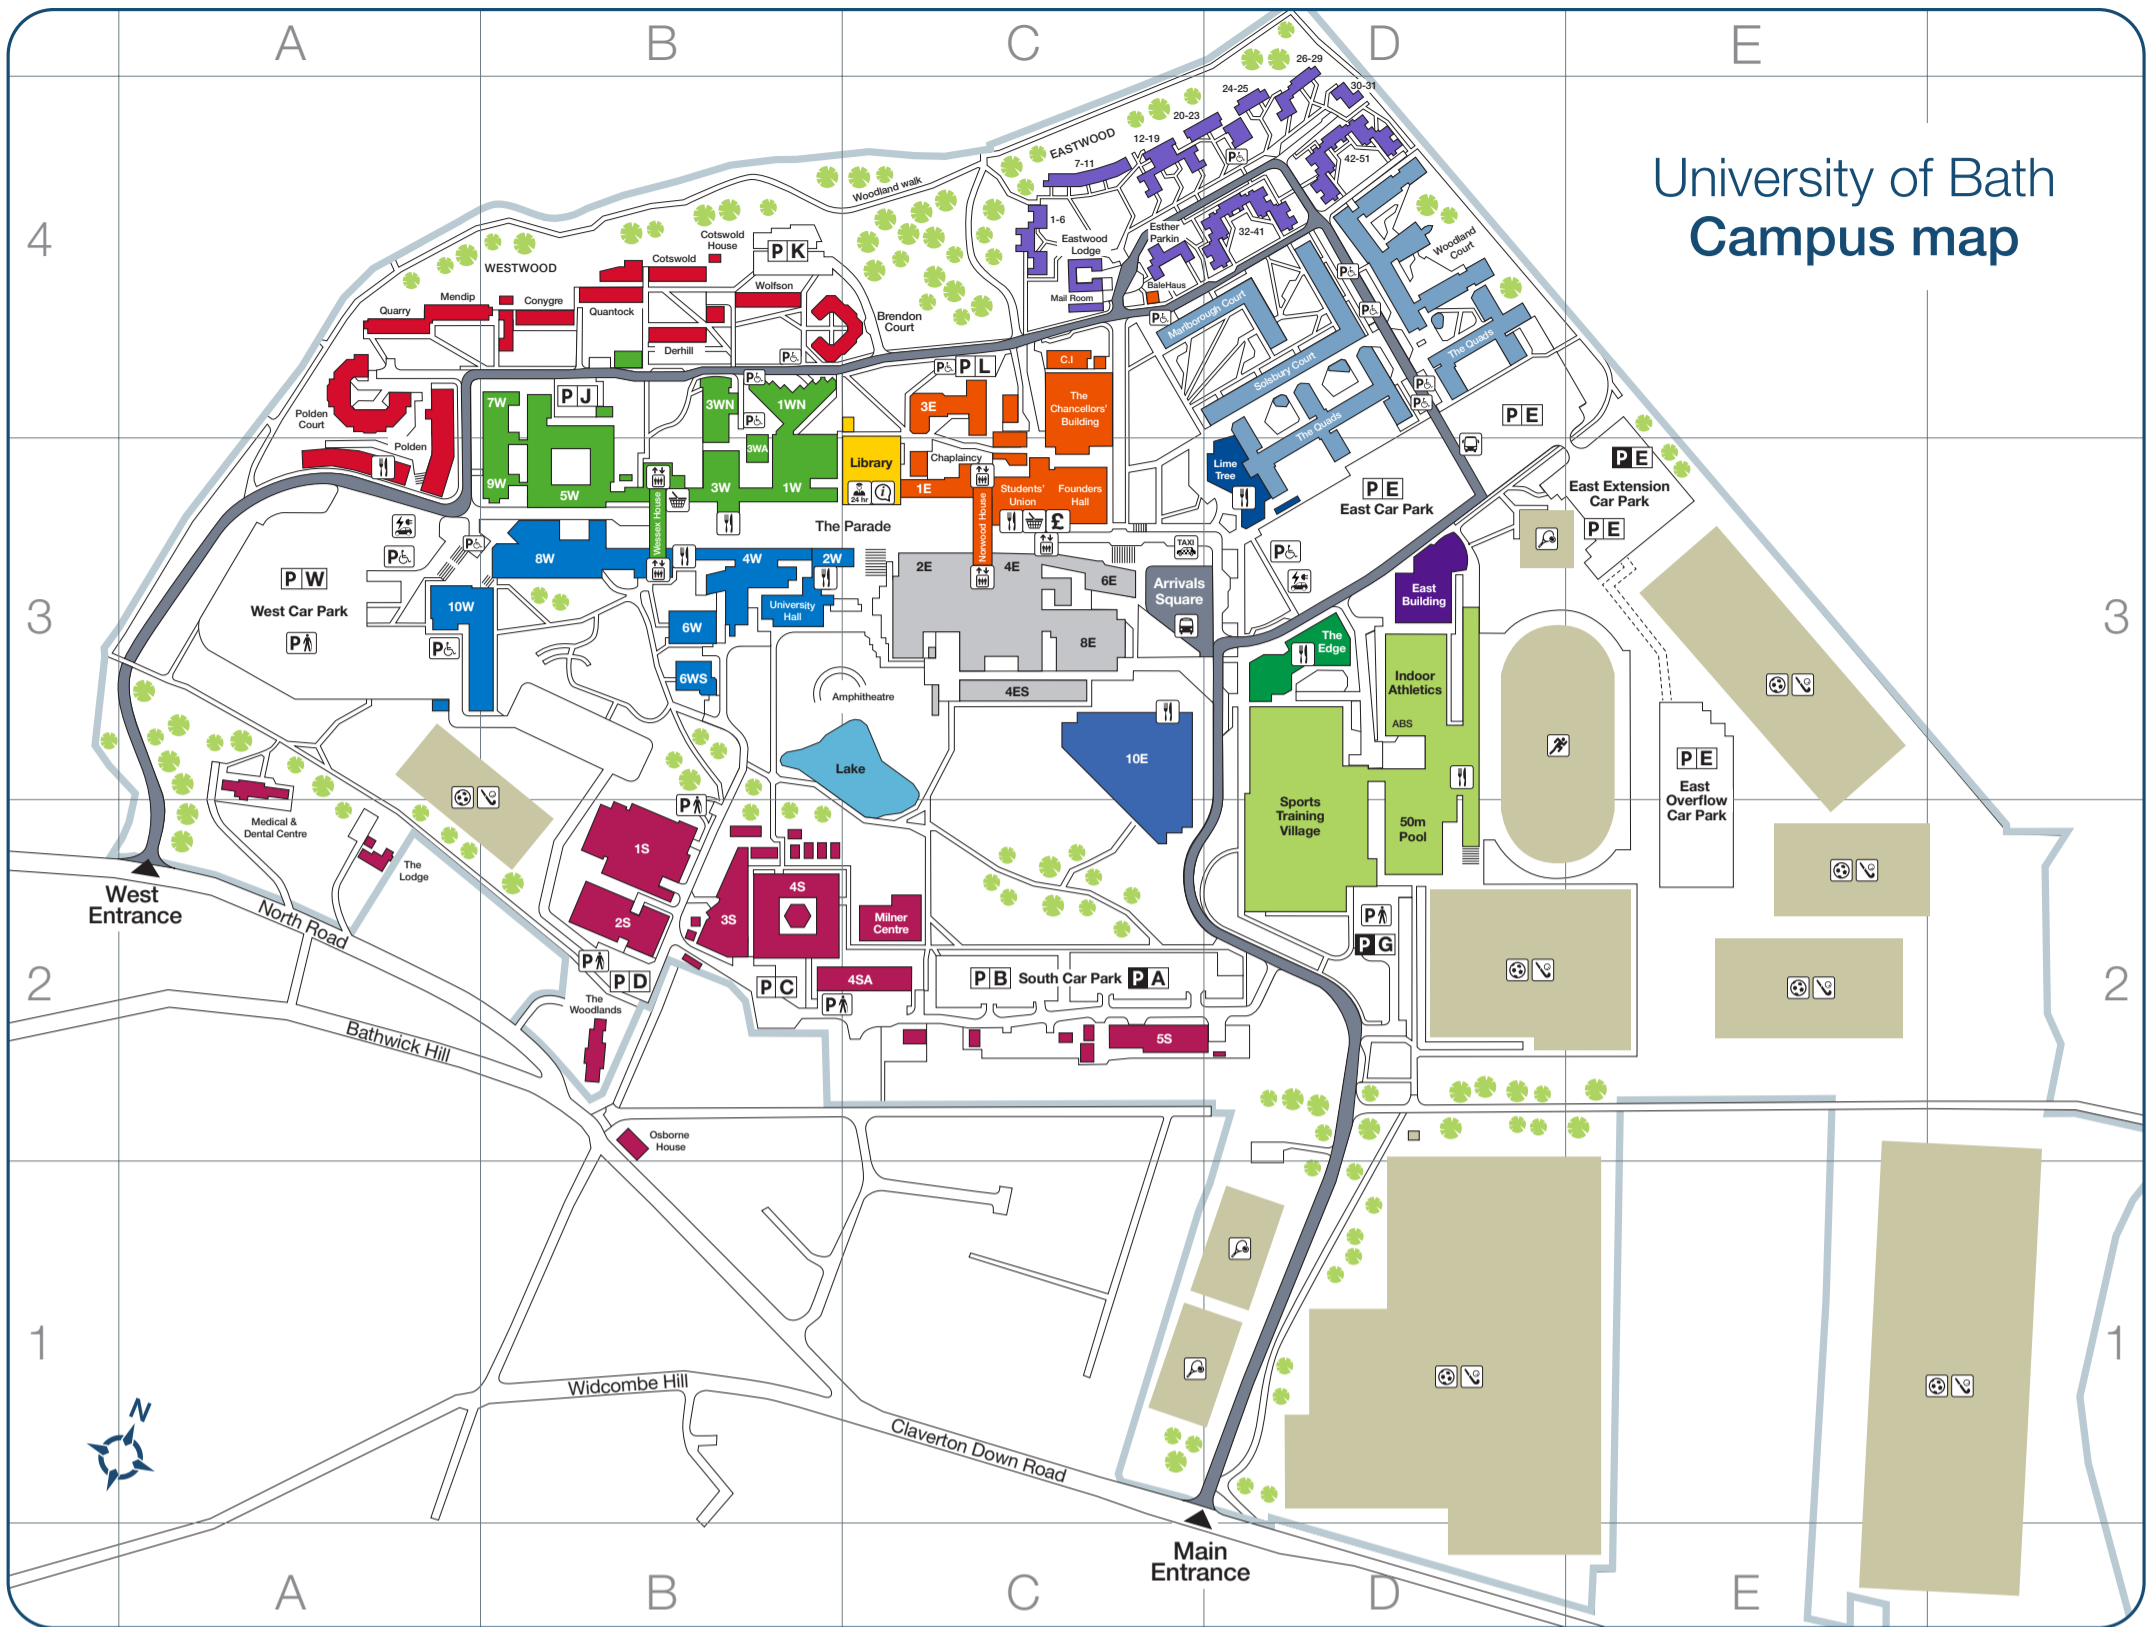 A
B
C
D
E
University of Bath
Campus map
4
26-29
30-31
24-25
20-23
12-19
EASTWOOD
7-11
42-51
Woodland walk
1-6
Esther
Parkin
32-41
Eastwood
Lodge
Woodland
Court
Cotswold
House
P K
WESTWOOD
Cotswold
Wolfson
Mail Room
BaleHaus
Mendip
Conygre
Quarry
Quantock
Brendon
Court
Marlborough Court
Derhill
C.I
Solsbury Court
The Quads
P L
P J
7W
3WN
1WN
3E
The
Chancellors'
Building
Polden
Court
Polden
P E
The Quads
3WA
Library
24 hr
Chaplaincy
Lime
Tree
P E
East Extension
Car Park
P E
9W
5W
3W
1W
1E
Students'
Union
Founders
Hall
P E
East Car Park
Wessex House
Norwood House
The Parade
£
TAXI
P W
West Car Park
8W
4W
2W
2E
4E
6E
Arrivals
Square
East
Building
10W
University
Hall
6W
8E
The
Edge
3
3
6WS
4ES
Amphitheatre
Indoor
Athletics
ABS
Lake
10E
P E
East
Overflow
Car Park
Sports
Training
Village
50m
Pool
Medical &
Dental Centre
The
Lodge
1S
4S
2S
3S
Milner
Centre
West
Entrance
North Road
P G
P D
P C
4SA
P B
South Car Park
P A
The
Woodlands
2
2
Bathwick Hill
5S
Osborne
House
1
1
Widcombe Hill
N
Claverton Down Road
Main
Entrance
A
B
C
D
E